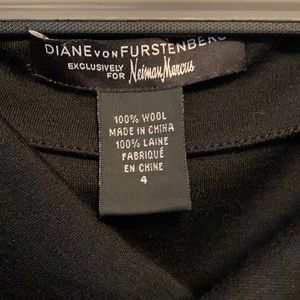 DIANE VON FURSTENBERG
EXCLUSIVELY
FOR Neiman Marcus
100% WOOL
MADE IN CHINA
100% LAINE
FABRIQUÉ
EN CHINE
4